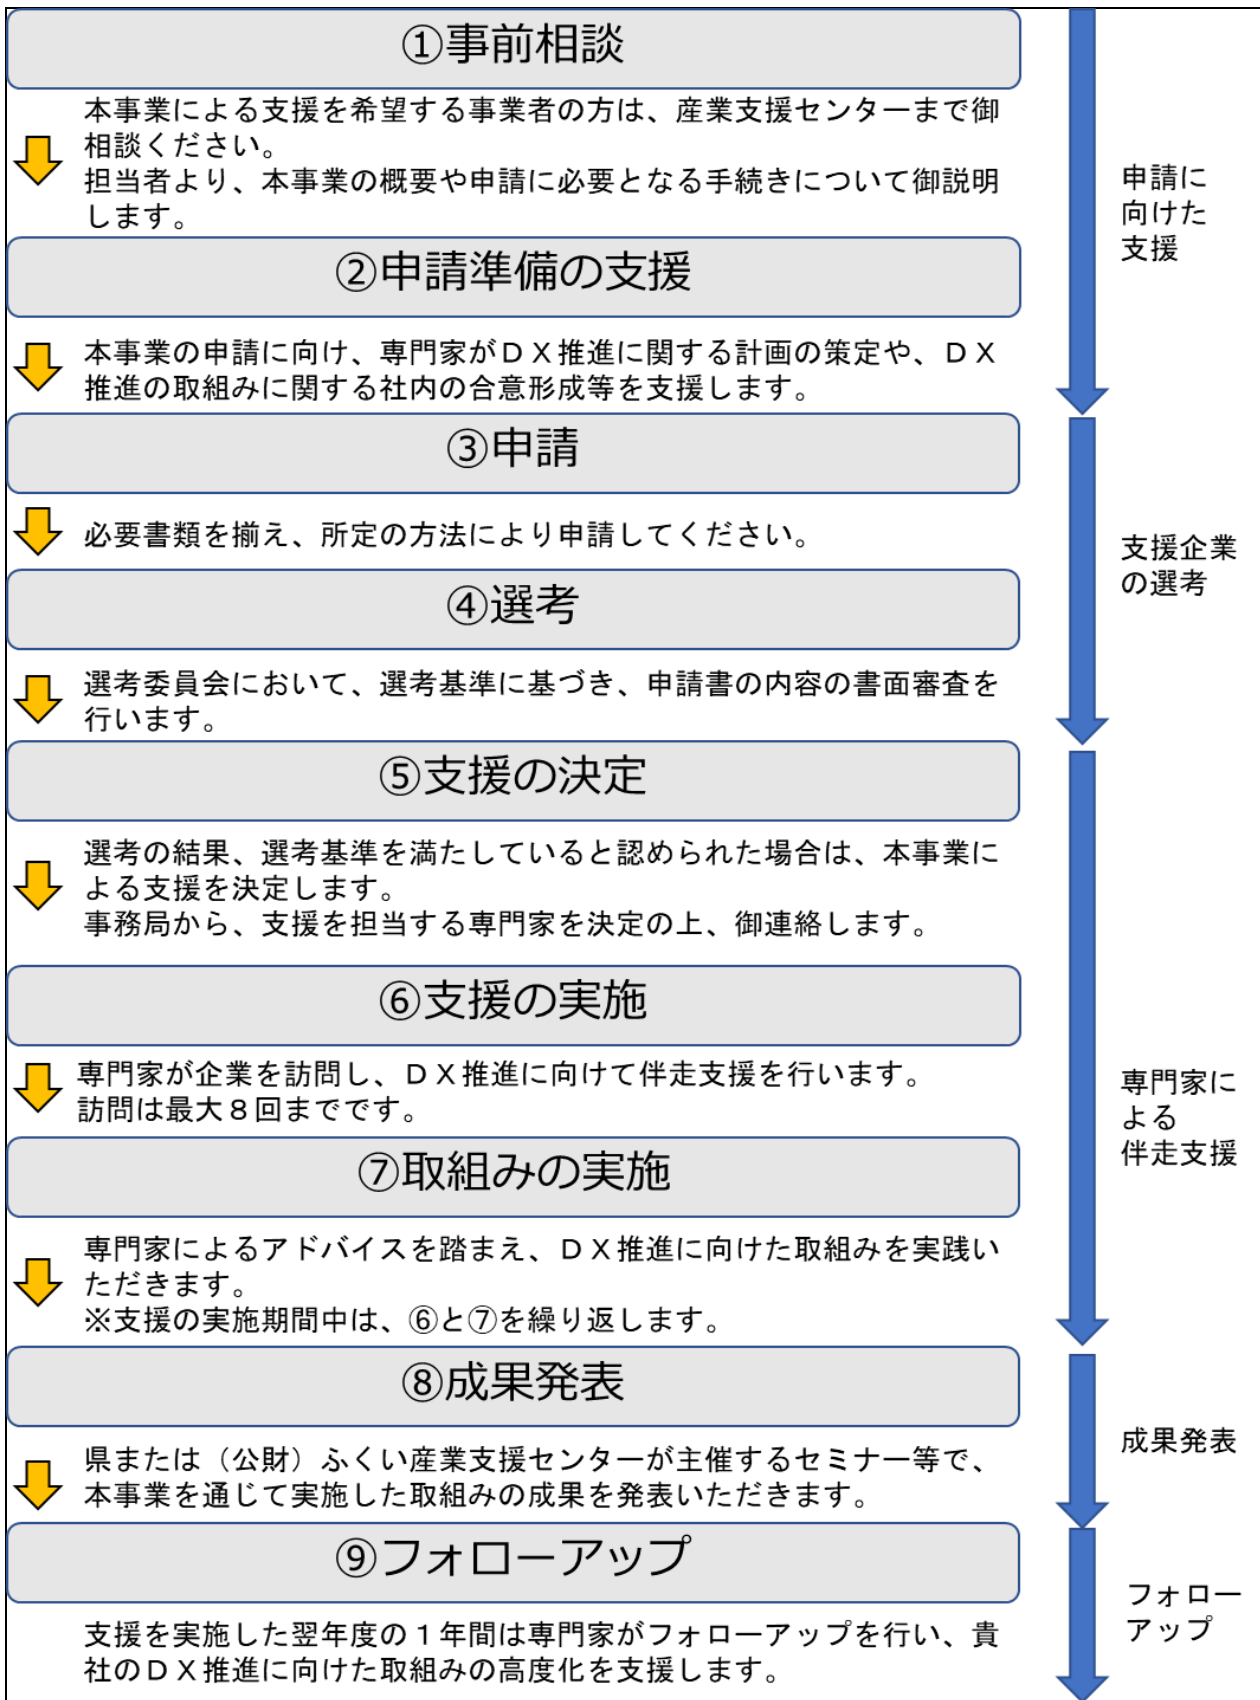 ①事前相談
本事業による支援を希望する事業者の方は、産業支援センターまで御
相談ください。
担当者より、本事業の概要や申請に必要となる手続きについて御説明
します。
申請に
向けた
支援
②申請準備の支援
本事業の申請に向け、専門家がＤＸ推進に関する計画の策定や、ＤＸ
推進の取組みに関する社内の合意形成等を支援します。
③申請
必要書類を揃え、所定の方法により申請してください。
支援企業
の選考
④選考
選考委員会において、選考基準に基づき、申請書の内容の書面審査を
行います。
⑤支援の決定
選考の結果、選考基準を満たしていると認められた場合は、本事業に
よる支援を決定します。
事務局から、支援を担当する専門家を決定の上、御連絡します。
⑥支援の実施
専門家が企業を訪問し、ＤＸ推進に向けて伴走支援を行います。
訪問は最大８回までです。
専門家に
よる
伴走支援
⑦取組みの実施
専門家によるアドバイスを踏まえ、ＤＸ推進に向けた取組みを実践い
ただきます。
※支援の実施期間中は、⑥と⑦を繰り返します。
⑧成果発表
県または（公財）ふくい産業支援センターが主催するセミナー等で、
本事業を通じて実施した取組みの成果を発表いただきます。
成果発表
⑨フォローアップ
支援を実施した翌年度の１年間は専門家がフォローアップを行い、貴
社のＤＸ推進に向けた取組みの高度化を支援します。
フォロー
アップ